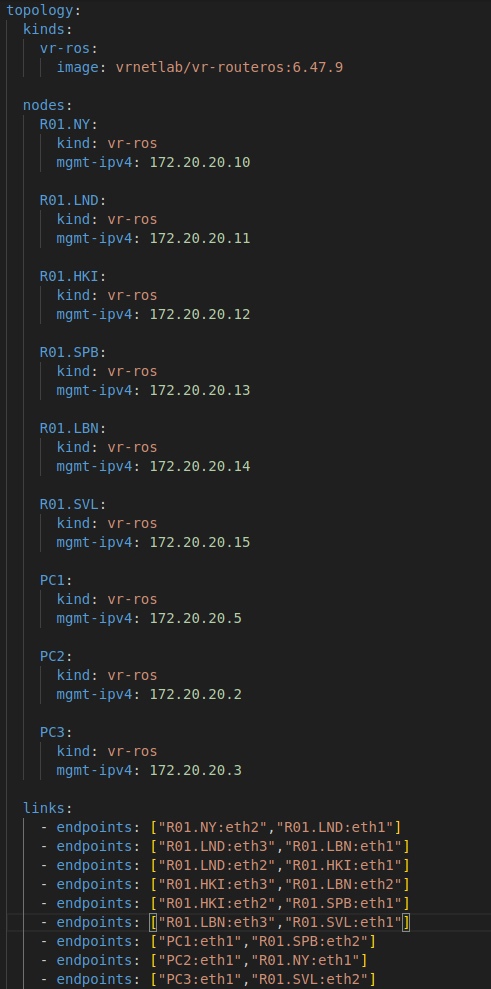 topology:
  kinds:
    vr-ros:
      image: vrnetlab/vr-routeros:6.47.9

  nodes:
    R01.NY:
      kind: vr-ros
      mgmt-ipv4: 172.20.20.10

    R01.LND:
      kind: vr-ros
      mgmt-ipv4: 172.20.20.11

    R01.HKI:
      kind: vr-ros
      mgmt-ipv4: 172.20.20.12

    R01.SPB:
      kind: vr-ros
      mgmt-ipv4: 172.20.20.13

    R01.LBN:
      kind: vr-ros
      mgmt-ipv4: 172.20.20.14

    R01.SVL:
      kind: vr-ros
      mgmt-ipv4: 172.20.20.15

    PC1:
      kind: vr-ros
      mgmt-ipv4: 172.20.20.5

    PC2:
      kind: vr-ros
      mgmt-ipv4: 172.20.20.2

    PC3:
      kind: vr-ros
      mgmt-ipv4: 172.20.20.3

  links:
    - endpoints: ["R01.NY:eth2","R01.LND:eth1"]
    - endpoints: ["R01.LND:eth3","R01.LBN:eth1"]
    - endpoints: ["R01.LND:eth2","R01.HKI:eth1"]
    - endpoints: ["R01.HKI:eth3","R01.LBN:eth2"]
    - endpoints: ["R01.HKI:eth2","R01.SPB:eth1"]
    - endpoints: ["R01.LBN:eth3","R01.SVL:eth1"]
    - endpoints: ["PC1:eth1","R01.SPB:eth2"]
    - endpoints: ["PC2:eth1","R01.NY:eth1"]
    - endpoints: ["PC3:eth1","R01.SVL:eth2"]